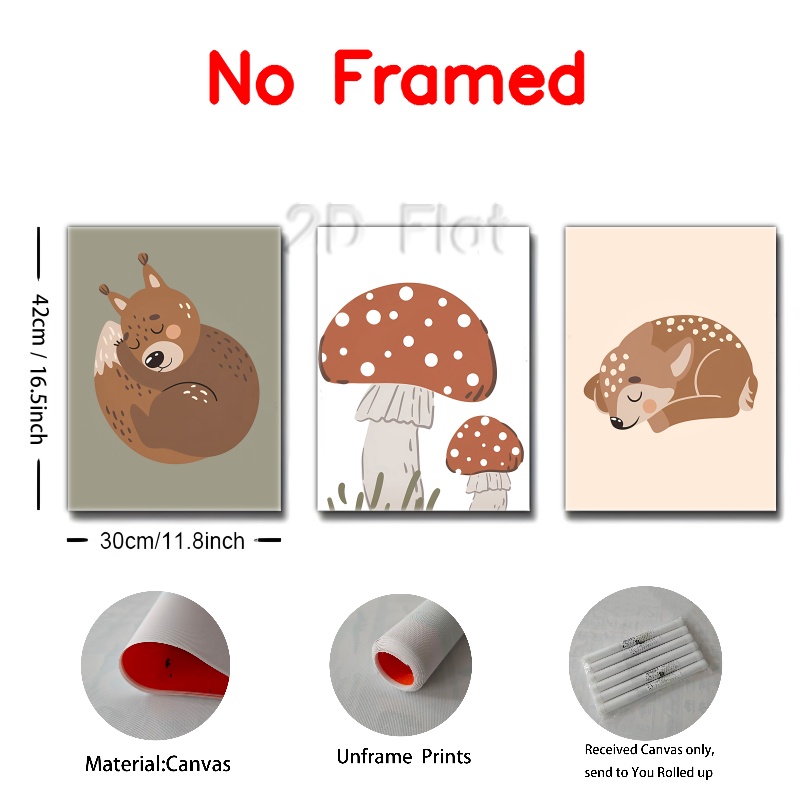 No Framed
2D Flat
42cm / 16.5inch
30cm/11.8inch
Material:Canvas
Unframe Prints
Received Canvas only,
send to You Rolled up